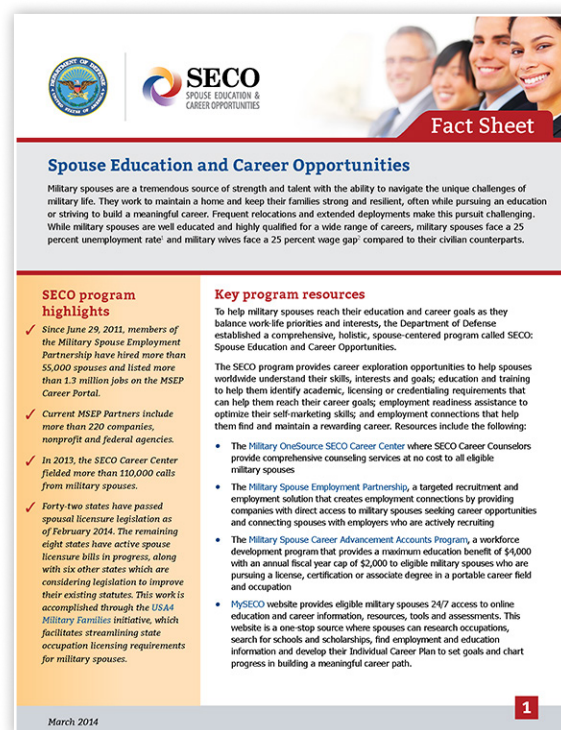 DEPARTMENT OF DEFENSE
UNITED STATES OF AMERICA
SECO
SPOUSE EDUCATION &
CAREER OPPORTUNITIES
Fact Sheet
Spouse Education and Career Opportunities
Military spouses are a tremendous source of strength and talent with the ability to navigate the unique challenges of
military life. They work to maintain a home and keep their families strong and resilient, often while pursuing an education
or striving to build a meaningful career. Frequent relocations and extended deployments make this pursuit challenging.
While military spouses are well educated and highly qualified for a wide range of careers, military spouses face a 25
percent unemployment rate¹ and military wives face a 25 percent wage gap² compared to their civilian counterparts.
SECO program
highlights
✓ Since June 29, 2011, members of
the Military Spouse Employment
Partnership have hired more than
55,000 spouses and listed more
than 1.3 million jobs on the MSEP
Career Portal.
✓ Current MSEP Partners include
more than 220 companies,
nonprofit and federal agencies.
✓ In 2013, the SECO Career Center
fielded more than 110,000 calls
from military spouses.
✓ Forty-two states have passed
spousal licensure legislation as
of February 2014. The remaining
eight states have active spouse
licensure bills in progress, along
with six other states which are
considering legislation to improve
their existing statutes. This work is
accomplished through the USA4
Military Families initiative, which
facilitates streamlining state
occupation licensing requirements
for military spouses.
Key program resources
To help military spouses reach their education and career goals as they
balance work-life priorities and interests, the Department of Defense
established a comprehensive, holistic, spouse-centered program called SECO:
Spouse Education and Career Opportunities.
The SECO program provides career exploration opportunities to help spouses
worldwide understand their skills, interests and goals; education and training
to help them identify academic, licensing or credentialing requirements that
can help them reach their career goals; employment readiness assistance to
optimize their self-marketing skills; and employment connections that help
them find and maintain a rewarding career. Resources include the following:
• The Military OneSource SECO Career Center where SECO Career Counselors
provide comprehensive counseling services at no cost to all eligible
military spouses
• The Military Spouse Employment Partnership, a targeted recruitment and
employment solution that creates employment connections by providing
companies with direct access to military spouses seeking career opportunities
and connecting spouses with employers who are actively recruiting
• The Military Spouse Career Advancement Accounts Program, a workforce
development program that provides a maximum education benefit of $4,000
with an annual fiscal year cap of $2,000 to eligible military spouses who are
pursuing a license, certification or associate degree in a portable career field
and occupation
• MySECO website provides eligible military spouses 24/7 access to online
education and career information, resources, tools and assessments. This
website is a one-stop source where spouses can research occupations,
search for schools and scholarships, find employment and education
information and develop their Individual Career Plan to set goals and chart
progress in building a meaningful career path.
March 2014
1